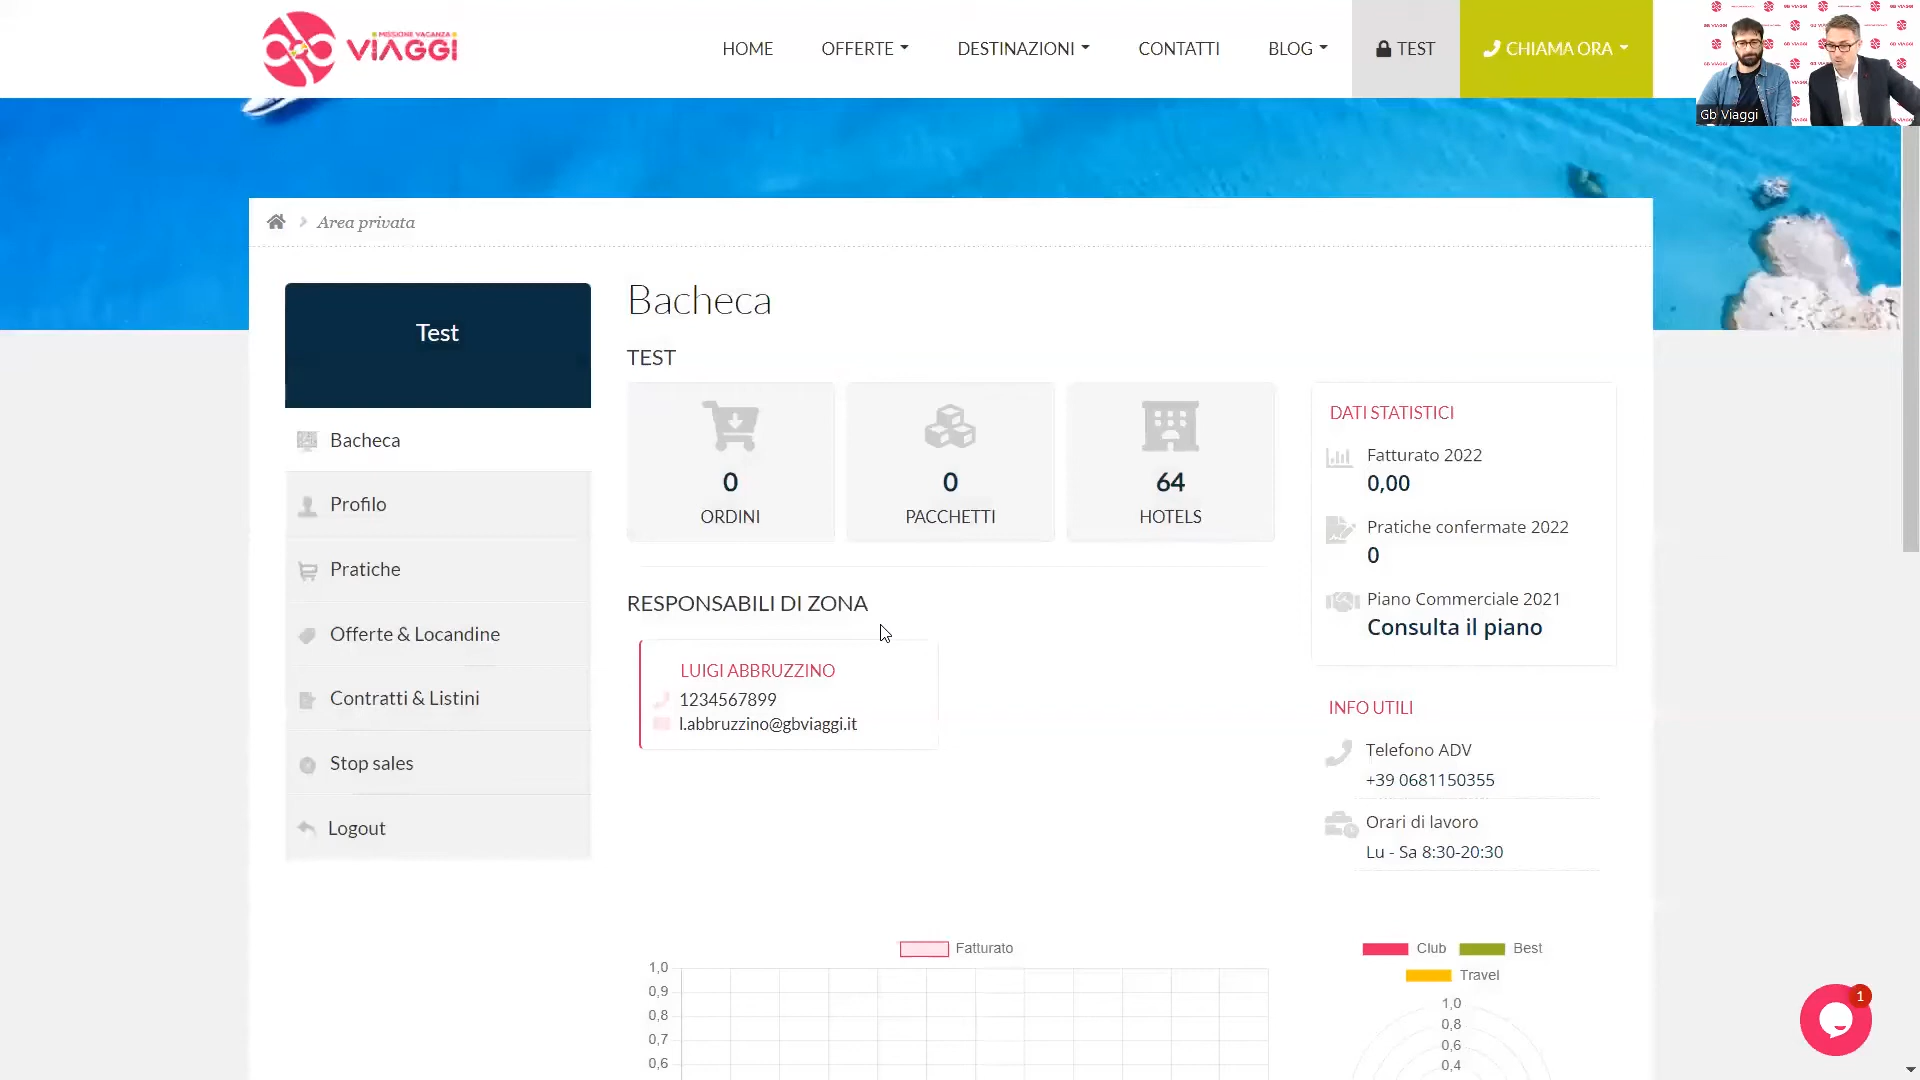 MISSIONE VACANZA
VIAGGI
HOME
OFFERTE
DESTINAZIONI
CONTATTI
BLOG
TEST
CHIAMA ORA
Gb Viaggi
Area privata
Test
Bacheca
Profilo
Pratiche
Offerte & Locandine
Contratti & Listini
Stop sales
Logout
Bacheca
TEST
0
ORDINI
0
PACCHETTI
64
HOTELS
RESPONSABILI DI ZONA
LUIGI ABBRUZZINO
1234567899
l.abbruzzino@gbviaggi.it
DATI STATISTICI
Fatturato 2022
0,00
Pratiche confermate 2022
0
Piano Commerciale 2021
Consulta il piano
INFO UTILI
Telefono ADV
+39 0681150355
Orari di lavoro
Lu - Sa 8:30-20:30
Fatturato
1,0
0,9
0,8
0,7
0,6
Club
Best
Travel
1,0
0,8
0,6
0,4
1